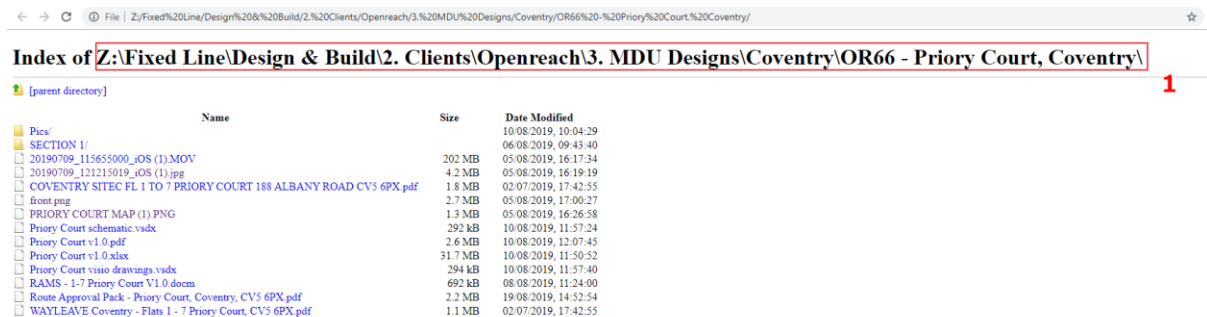 File | Z:/Fixed%20Line/Design%20&%20Build/2.%20Clients/Openreach/3.%20MDU%20Designs/Coventry/OR66%20-%20Priory%20Court,%20Coventry/
Index of Z:\Fixed Line\Design & Build\2. Clients\Openreach\3. MDU Designs\Coventry\OR66 - Priory Court, Coventry\
1
[parent directory]
Name Size Date Modified
Pics/ 10/08/2019, 10:04:29
SECTION 1/ 06/08/2019, 09:43:40
20190709_115655000_iOS (1).MOV 202 MB 05/08/2019, 16:17:34
20190709_121215019_iOS (1).jpg 4.2 MB 05/08/2019, 16:19:19
COVENTRY SITEC FL 1 TO 7 PRIORY COURT 188 ALBANY ROAD CV5 6PX.pdf 1.8 MB 02/07/2019, 17:42:55
front.png 2.7 MB 05/08/2019, 17:00:27
PRIORY COURT MAP (1).PNG 1.3 MB 05/08/2019, 16:26:58
Priory Court schematic.vsdx 292 kB 10/08/2019, 11:57:24
Priory Court v1.0.pdf 2.6 MB 10/08/2019, 12:07:45
Priory Court v1.0.xlsx 31.7 MB 10/08/2019, 11:50:52
Priory Court visio drawings.vsdx 294 kB 10/08/2019, 11:57:40
RAMS - 1-7 Priory Court V1.0.docm 692 kB 08/08/2019, 11:24:00
Route Approval Pack - Priory Court, Coventry, CV5 6PX.pdf 2.2 MB 19/08/2019, 14:52:54
WAYLEAVE Coventry - Flats 1 - 7 Priory Court, CV5 6PX.pdf 1.1 MB 02/07/2019, 17:42:55